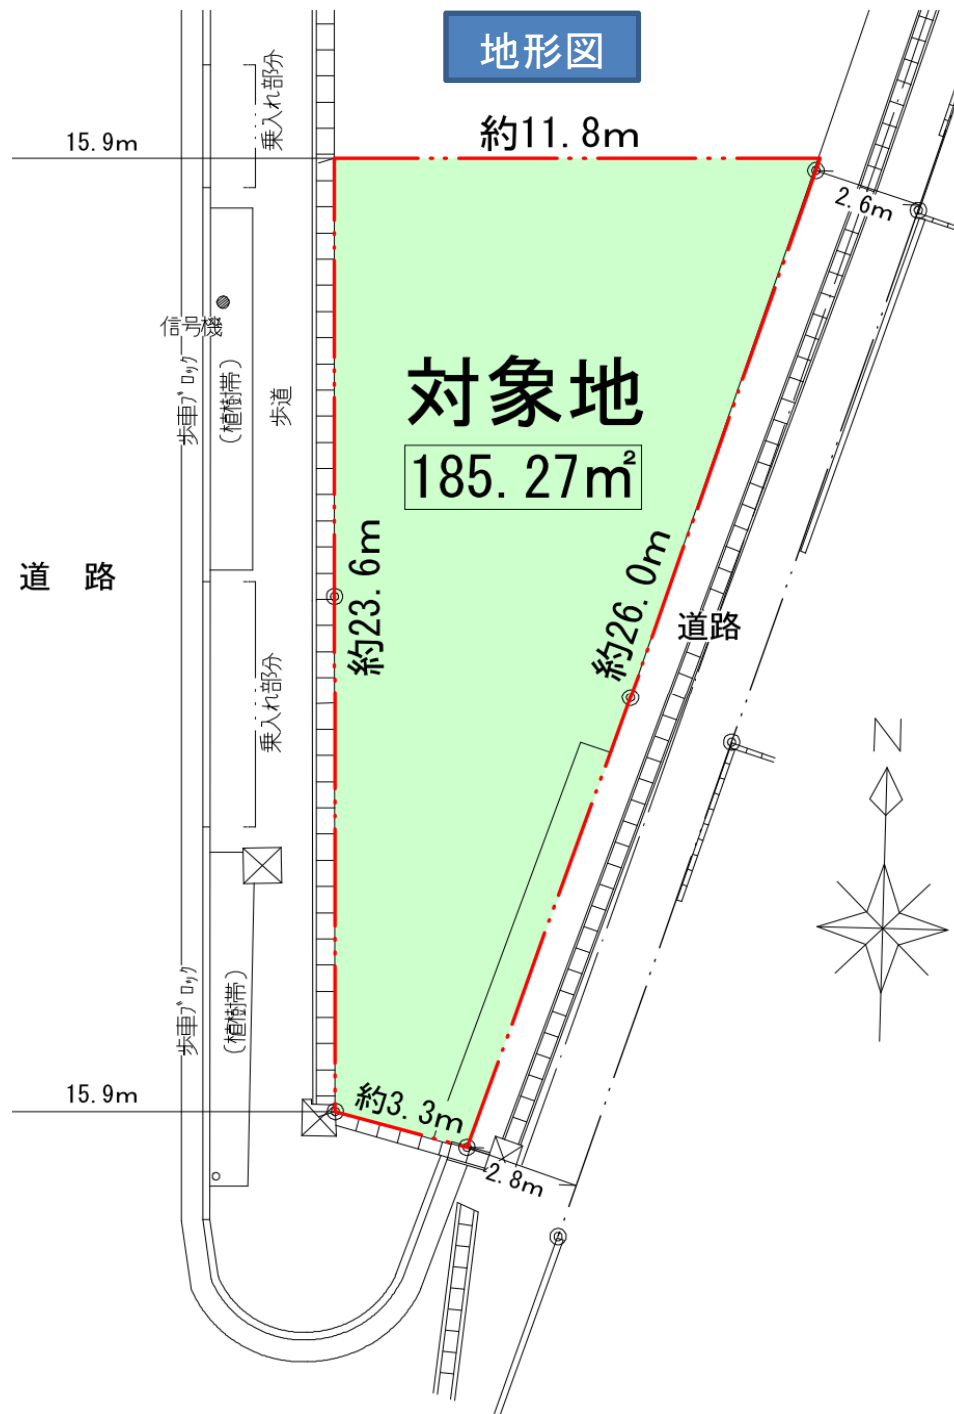 地形図
乗入れ部分
15.9m
約11.8m
2.6m
信号機
歩車ブロック
(植樹帯)
歩道
対象地
185.27㎡
道 路
約23.6m
約26.0m
道路
乗入れ部分
N
歩車ブロック
(植樹帯)
15.9m
約3.3m
2.8m